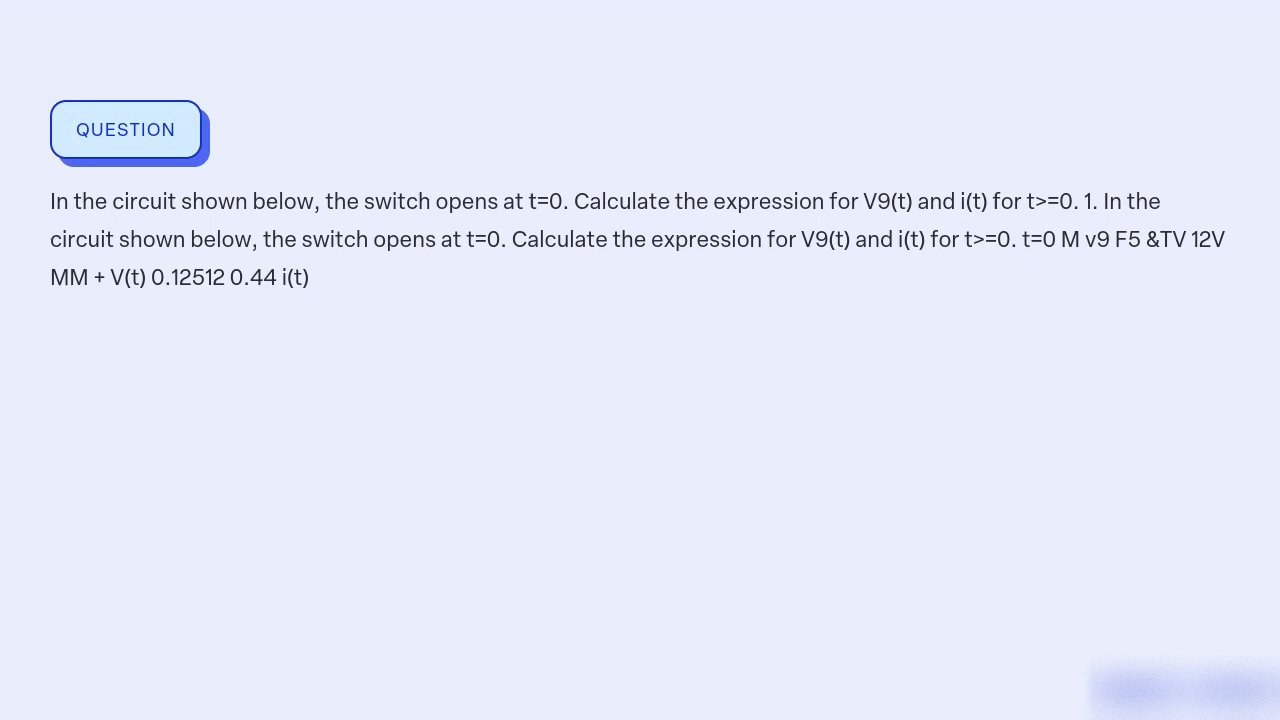 QUESTION
In the circuit shown below, the switch opens at t=0. Calculate the expression for V9(t) and i(t) for t>=0. 1. In the
circuit shown below, the switch opens at t=0. Calculate the expression for V9(t) and i(t) for t>=0. t=0 M v9 F5 &TV 12V
MM + V(t) 0.12512 0.44 i(t)